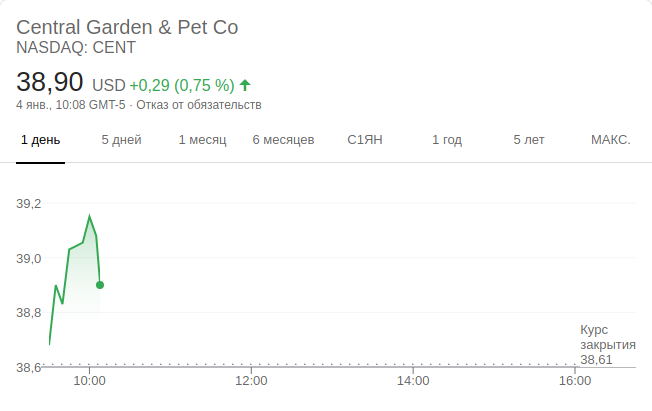 Central Garden & Pet Co
NASDAQ: CENT
38,90 USD +0,29 (0,75 %) ↑
4 янв., 10:08 GMT-5 · Отказ от обязательств
1 день 5 дней 1 месяц 6 месяцев С1ЯН 1 год 5 лет МАКС.
39,2
39,0
38,8
38,6
Курс
закрытия
38,61
10:00 12:00 14:00 16:00